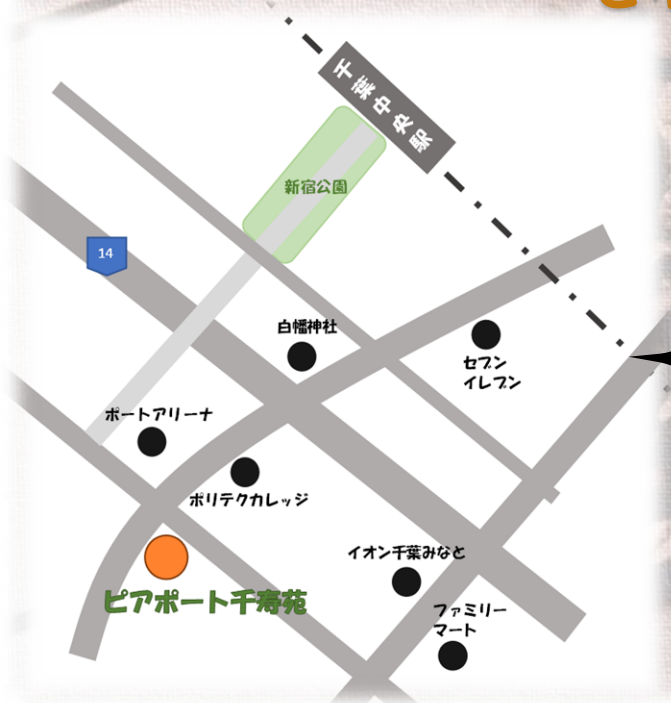 千葉中央駅
新宿公園
14
白幡神社
セブン
イレブン
ポートアリーナ
ポリテクカレッジ
イオン千葉みなと
ピアポート千寿苑
ファミリー
マート